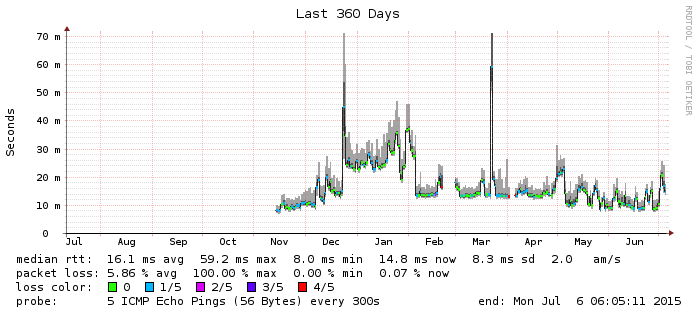 Last 360 Days
RRDTOOL / TOBI OETIKER
Seconds
70 m
60 m
50 m
40 m
30 m
20 m
10 m
0
Jul Aug Sep Oct Nov Dec Jan Feb Mar Apr May Jun
median rtt: 16.1 ms avg 59.2 ms max 8.0 ms min 14.8 ms now 8.3 ms sd 2.0 am/s
packet loss: 5.86 % avg 100.00 % max 0.00 % min 0.07 % now
loss color: 0 1/5 2/5 3/5 4/5
probe: 5 ICMP Echo Pings (56 Bytes) every 300s end: Mon Jul 6 06:05:11 2015